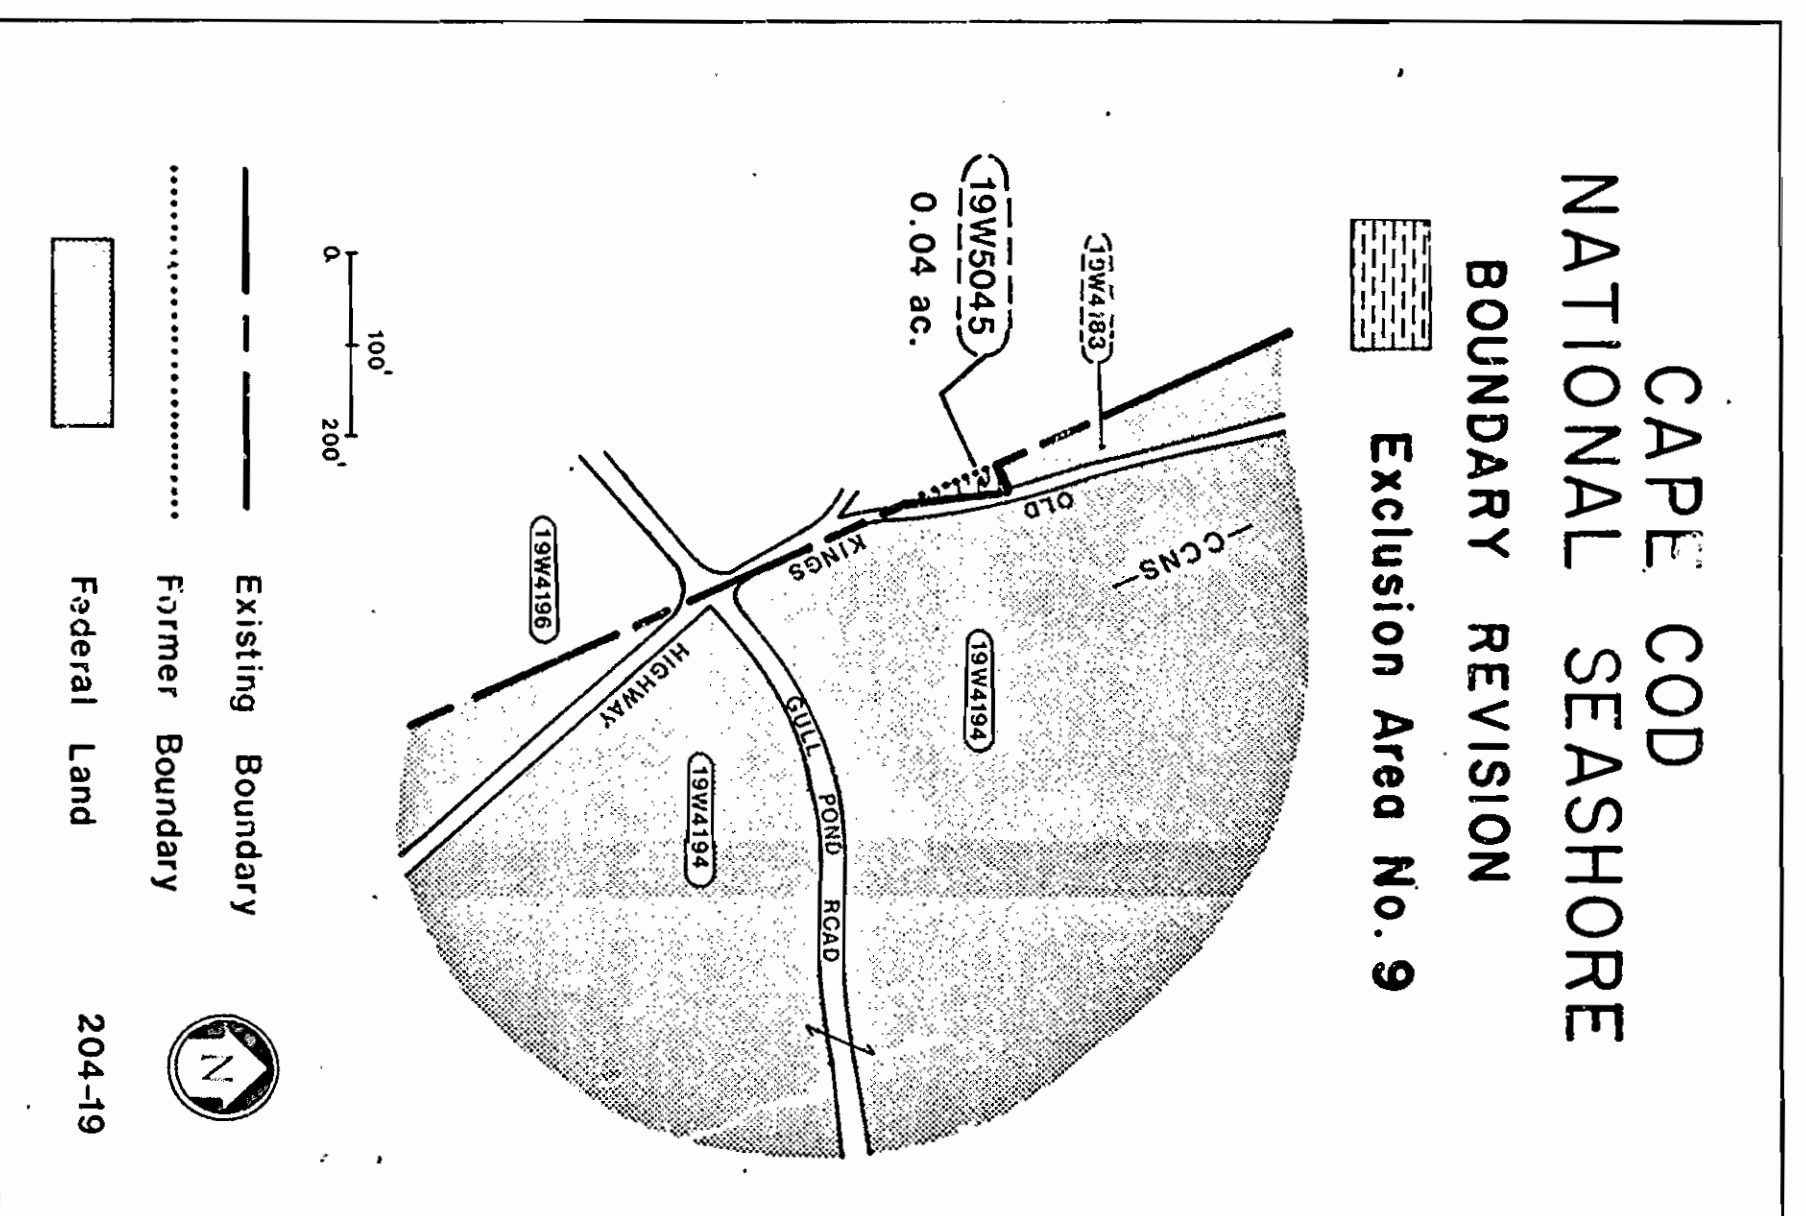 CAPE COD
NATIONAL SEASHORE
BOUNDARY REVISION
Exclusion Area No. 9
19W4183
19W5045
0.04 ac.
OLD
KINGS
HIGHWAY
-CCNS-
19W4194
19W4196
GULL POND ROAD
19W4194
0 100' 200'
Existing Boundary
Former Boundary
Federal Land
N
204-19